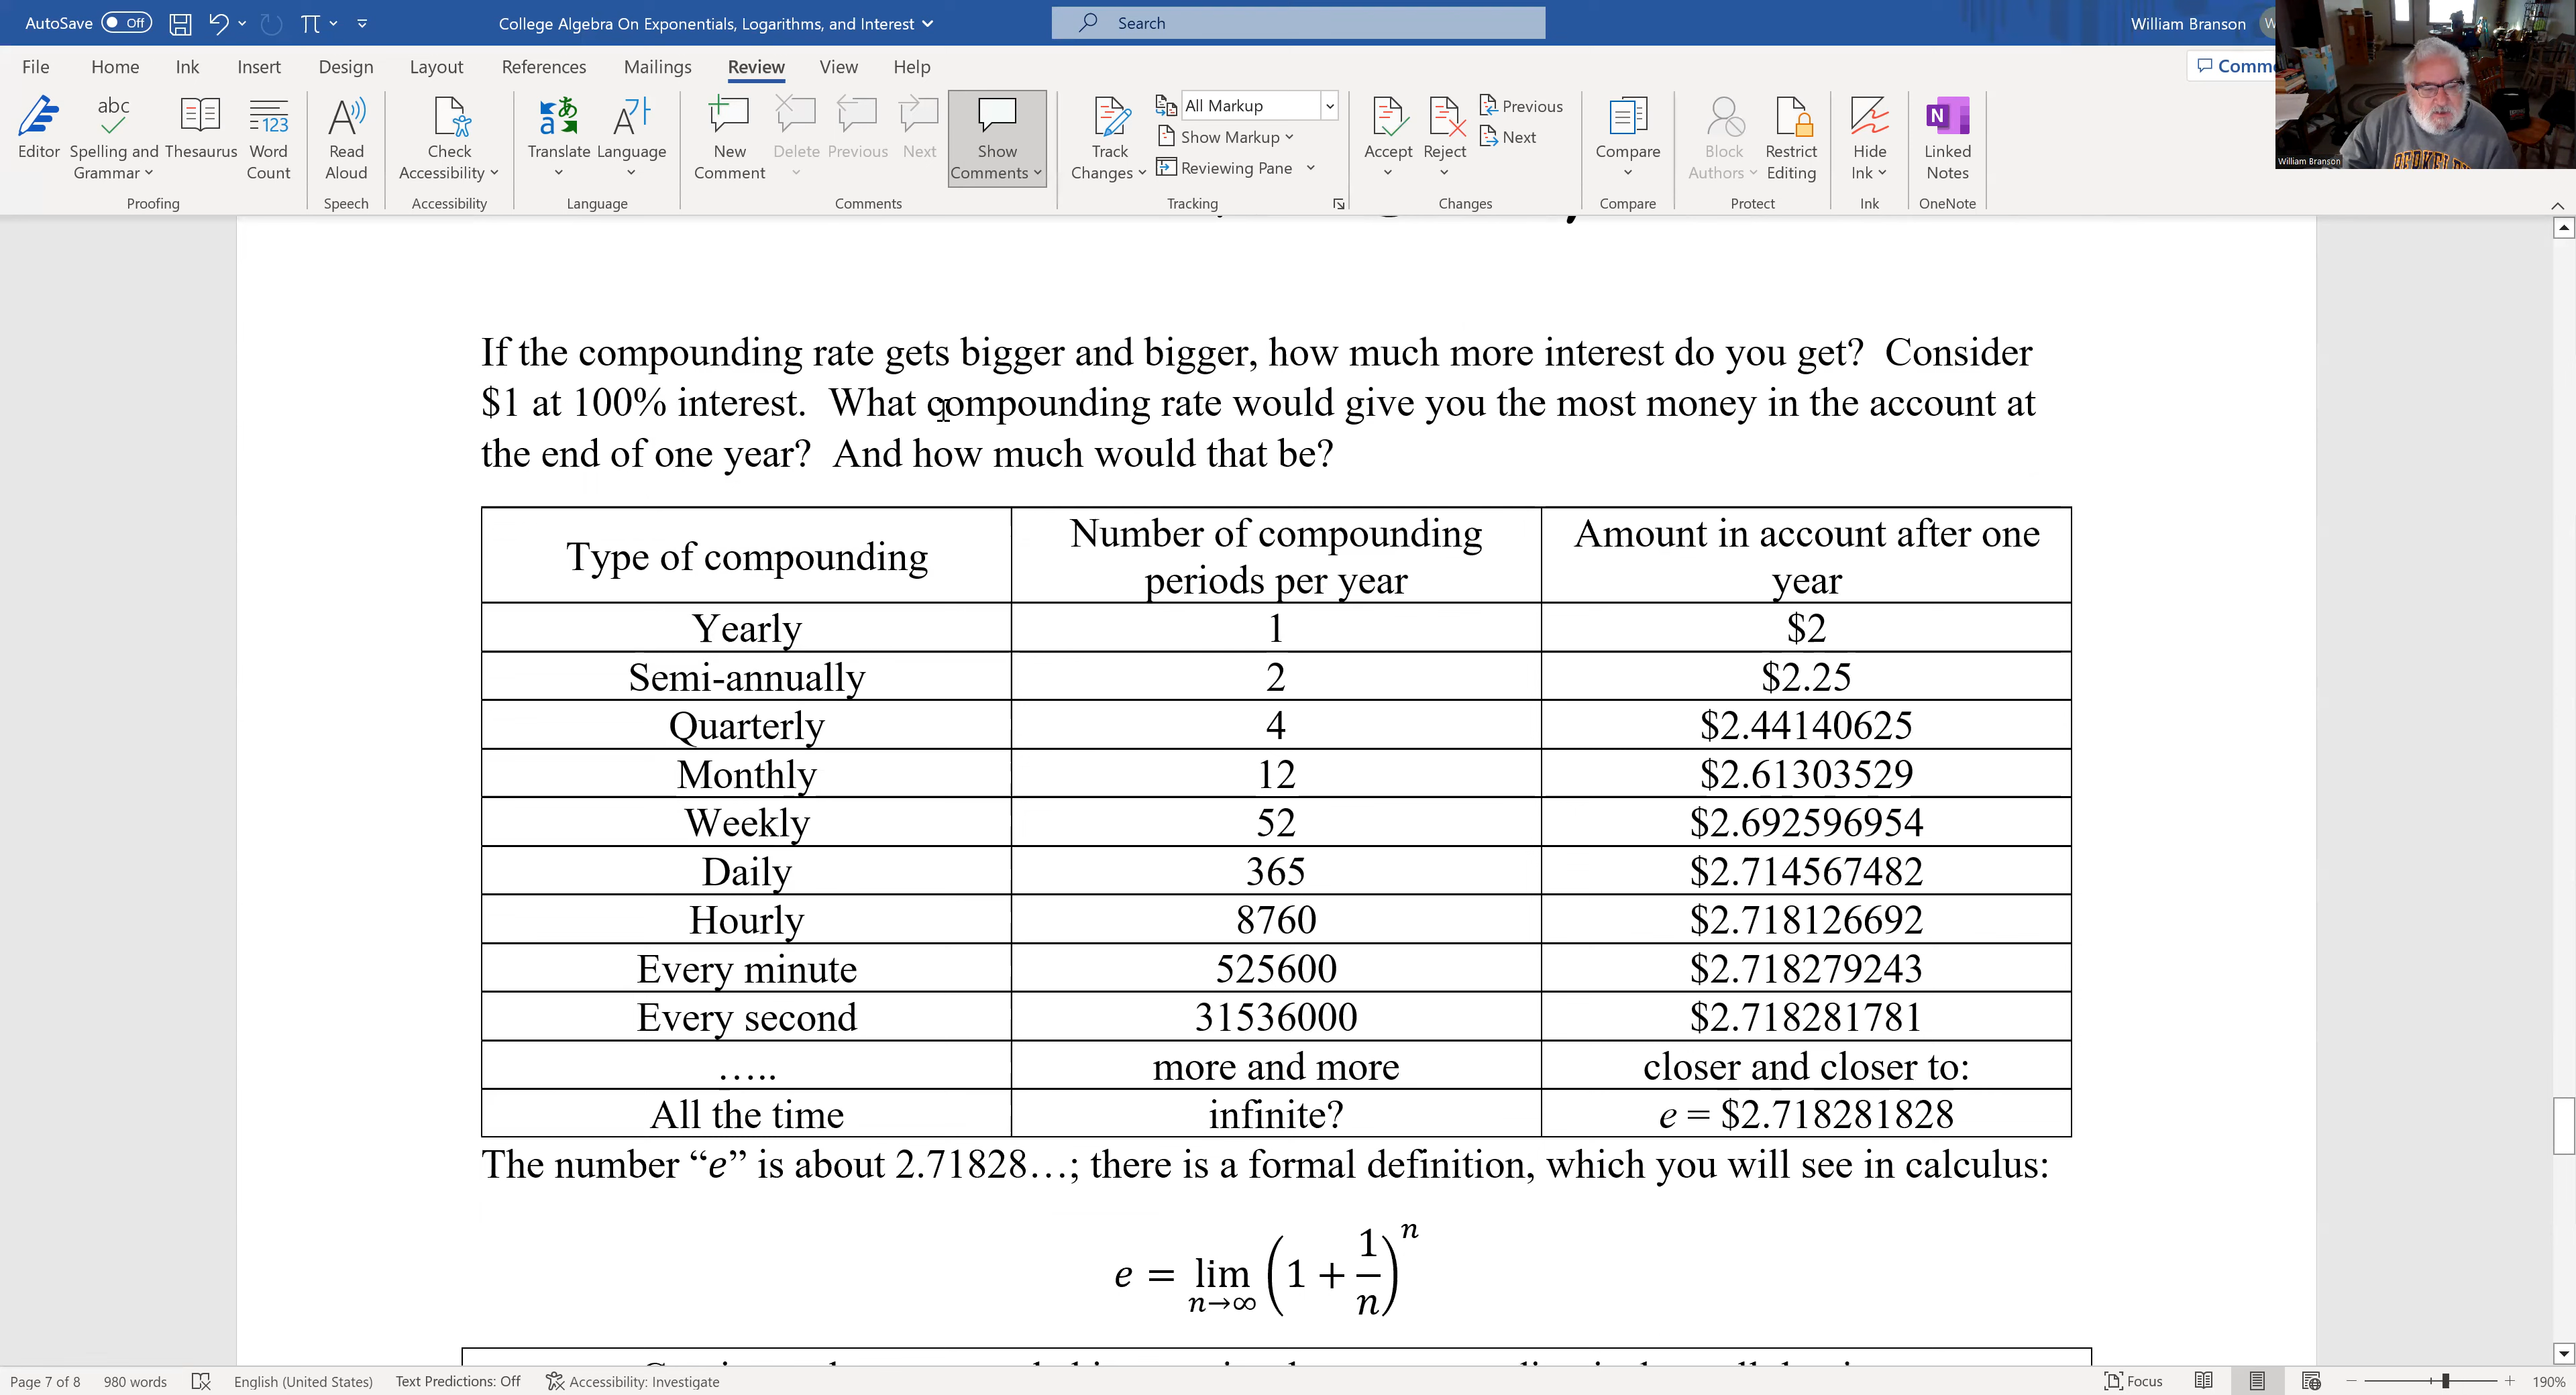 AutoSave Off
College Algebra On Exponentials, Logarithms, and Interest
Search
William Branson
File Home Ink Insert Design Layout References Mailings Review View Help
Editor
Spelling and Grammar
Thesaurus
Word Count
Proofing
Read Aloud
Speech
Check Accessibility
Accessibility
Translate
Language
Language
New Comment
Delete
Previous
Next
Show Comments
Comments
Track Changes
All Markup
Show Markup
Reviewing Pane
Tracking
Accept
Reject
Previous
Next
Changes
Compare
Compare
Block Authors
Restrict Editing
Protect
Hide Ink
Ink
Linked Notes
OneNote
William Branson
If the compounding rate gets bigger and bigger, how much more interest do you get? Consider
$1 at 100% interest. What compounding rate would give you the most money in the account at
the end of one year? And how much would that be?
Type of compounding Number of compounding periods per year Amount in account after one year
Yearly 1 $2
Semi-annually 2 $2.25
Quarterly 4 $2.44140625
Monthly 12 $2.61303529
Weekly 52 $2.692596954
Daily 365 $2.714567482
Hourly 8760 $2.718126692
Every minute 525600 $2.718279243
Every second 31536000 $2.718281781
….. more and more closer and closer to:
All the time infinite? e = $2.718281828
The number “e” is about 2.71828…; there is a formal definition, which you will see in calculus:
e = lim n→∞ (1 + 1/n)^n
Page 7 of 8 980 words English (United States) Text Predictions: Off Accessibility: Investigate Focus 190%